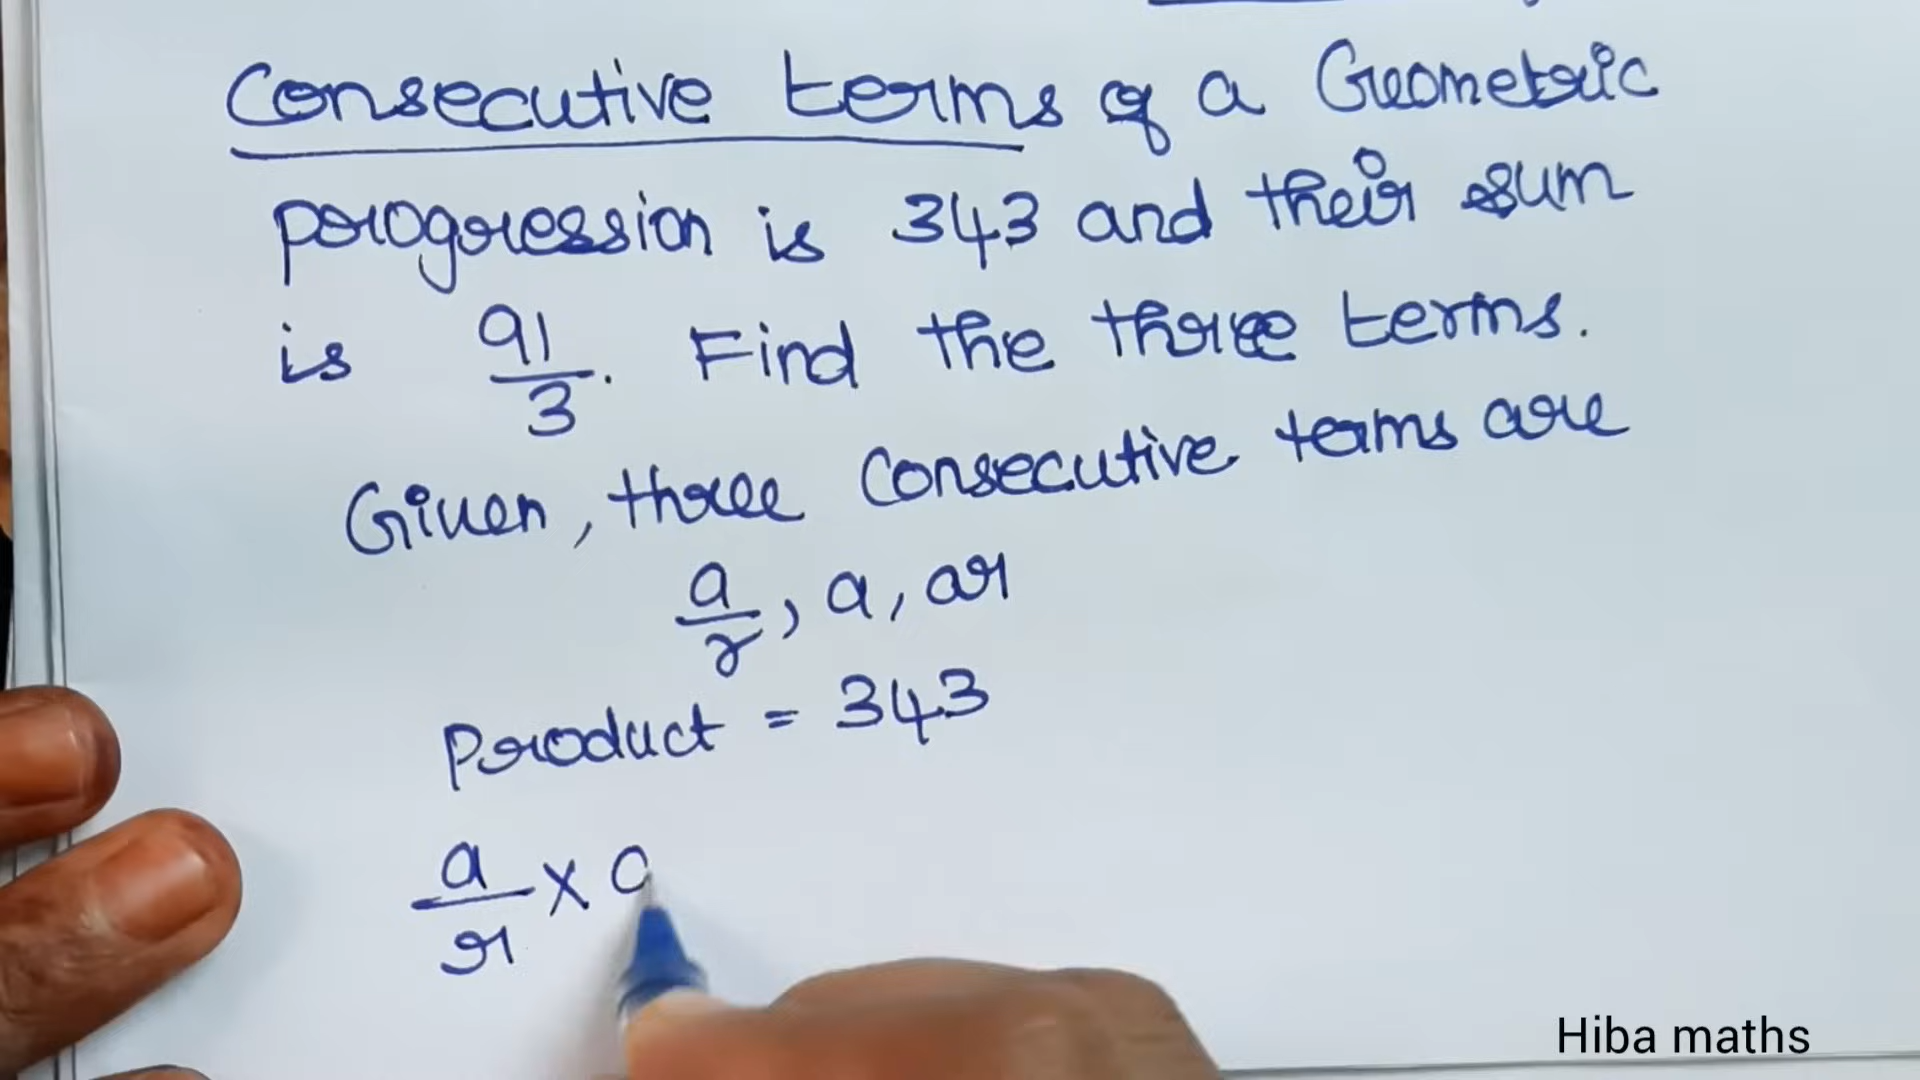 Consecutive terms of a Geometric
progression is 343 and their sum
is 91/3. Find the three terms.
Given, three consecutive terms are
a/r, a, ar
Product = 343
a/r × a
Hiba maths